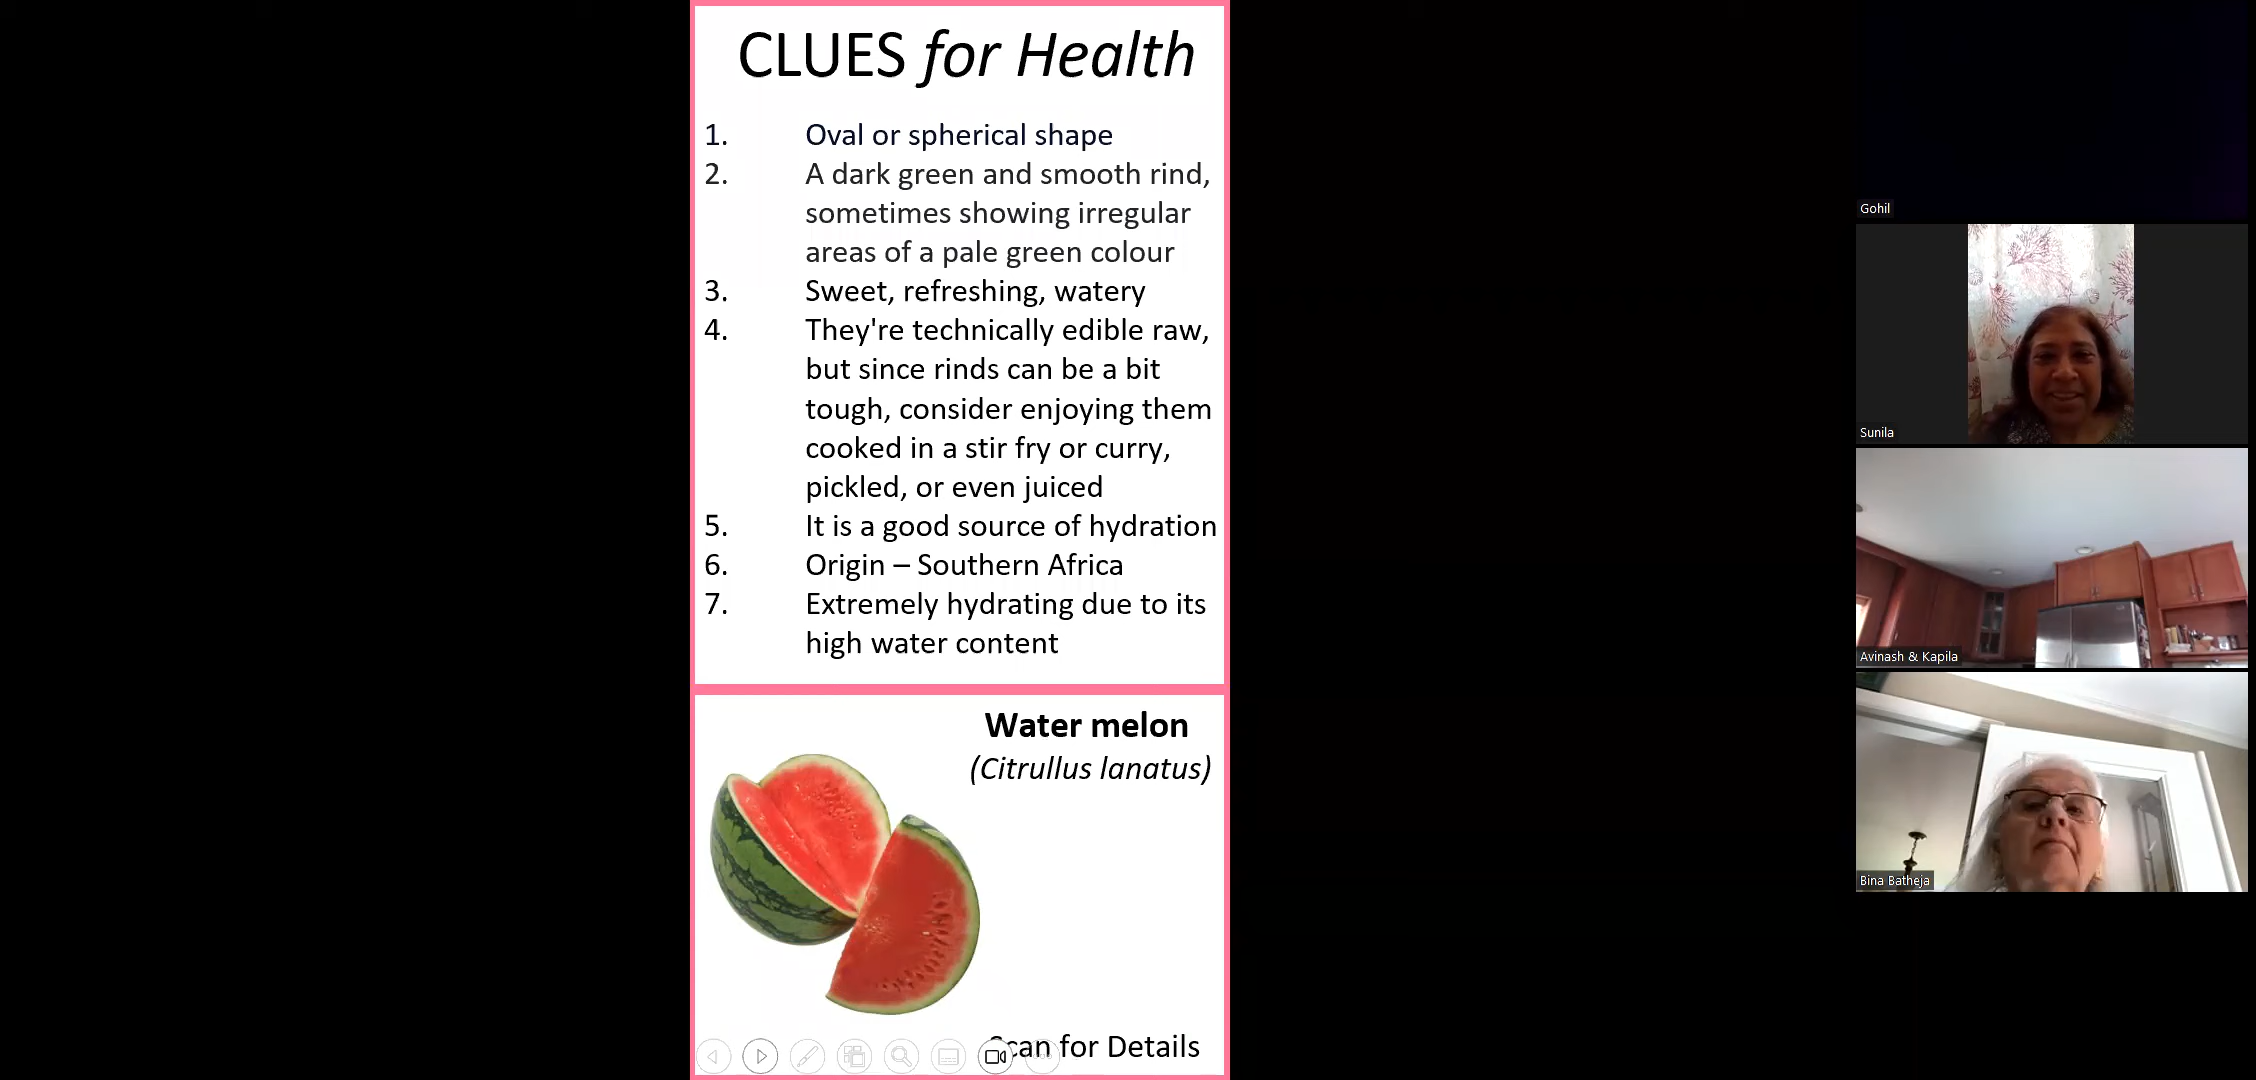 CLUES for Health
1. Oval or spherical shape
2. A dark green and smooth rind,
sometimes showing irregular
areas of a pale green colour
3. Sweet, refreshing, watery
4. They're technically edible raw,
but since rinds can be a bit
tough, consider enjoying them
cooked in a stir fry or curry,
pickled, or even juiced
5. It is a good source of hydration
6. Origin – Southern Africa
7. Extremely hydrating due to its
high water content
Water melon
(Citrullus lanatus)
Scan for Details
Gohil
Sunila
Avinash & Kapila
Bina Batheja